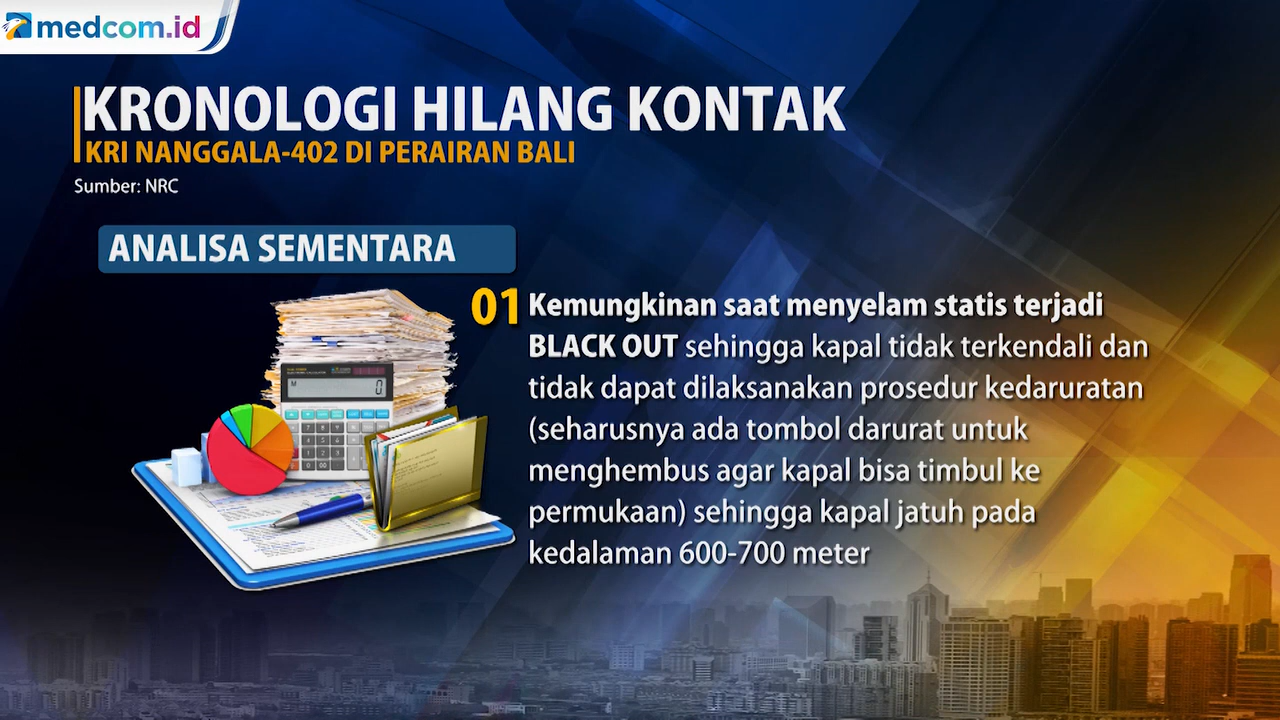 medcom.id
KRONOLOGI HILANG KONTAK
KRI NANGGALA-402 DI PERAIRAN BALI
Sumber: NRC
ANALISA SEMENTARA
01 Kemungkinan saat menyelam statis terjadi
BLACK OUT sehingga kapal tidak terkendali dan
tidak dapat dilaksanakan prosedur kedaruratan
(seharusnya ada tombol darurat untuk
menghembus agar kapal bisa timbul ke
permukaan) sehingga kapal jatuh pada
kedalaman 600-700 meter